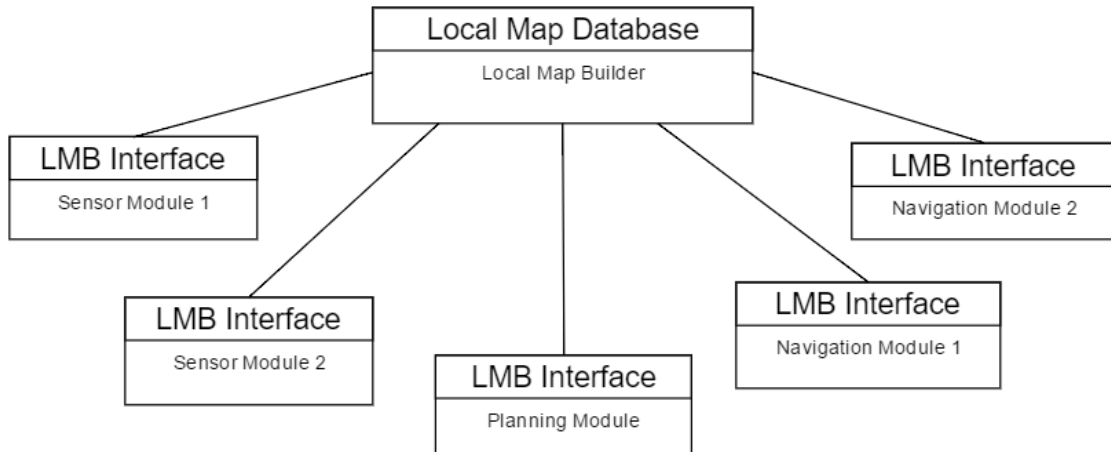 Local Map Database
Local Map Builder
LMB Interface
Sensor Module 1
LMB Interface
Navigation Module 2
LMB Interface
Sensor Module 2
LMB Interface
Navigation Module 1
LMB Interface
Planning Module